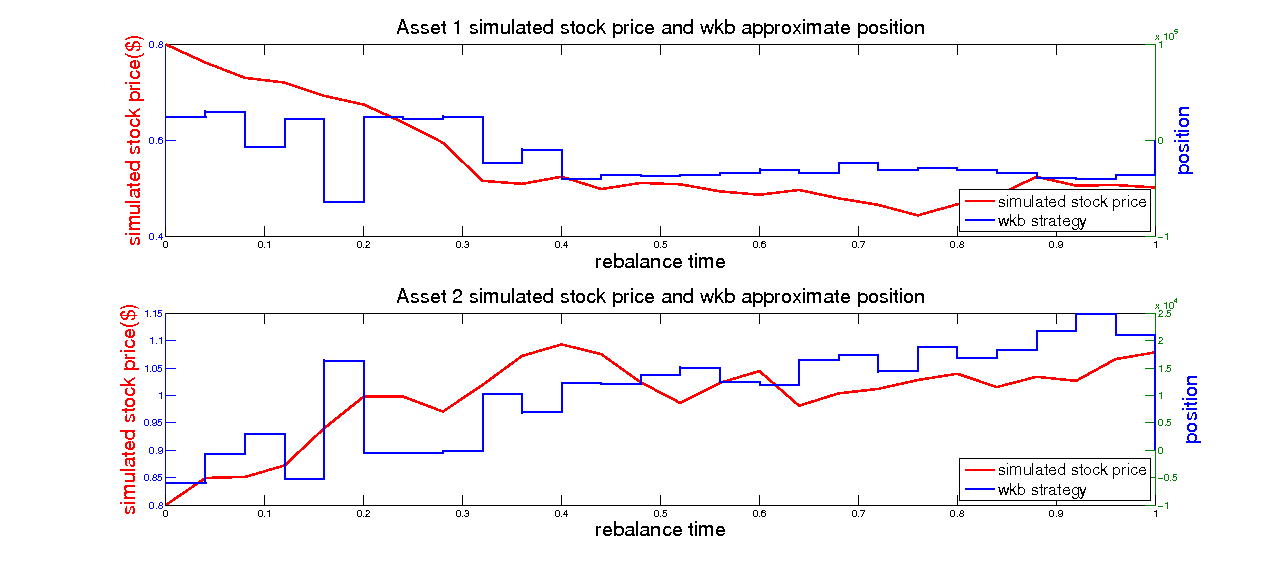 Asset 1 simulated stock price and wkb approximate position
x 10^5
simulated stock price($)
0.8
0.6
0.4
1
0
−1
position
simulated stock price
wkb strategy
0 0.1 0.2 0.3 0.4 0.5 0.6 0.7 0.8 0.9 1
rebalance time
Asset 2 simulated stock price and wkb approximate position
x 10^4
simulated stock price($)
1.15
1.1
1.05
1
0.95
0.9
0.85
0.8
2.5
2
1.5
1
0.5
0
−0.5
−1
position
simulated stock price
wkb strategy
0 0.1 0.2 0.3 0.4 0.5 0.6 0.7 0.8 0.9 1
rebalance time